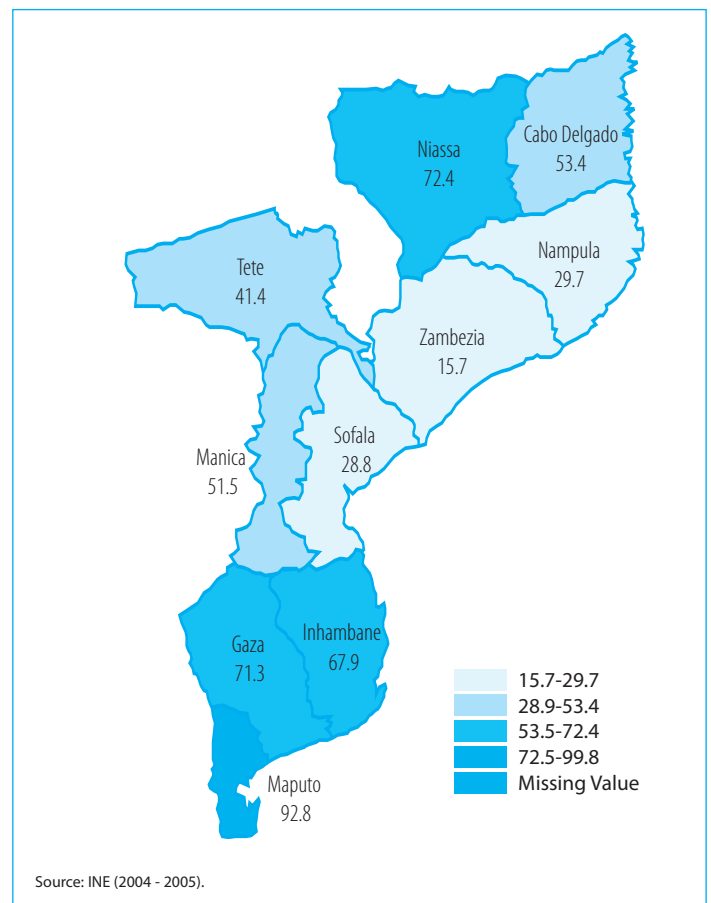 Cabo Delgado
53.4
Niassa
72.4
Nampula
29.7
Tete
41.4
Zambezia
15.7
Sofala
28.8
Manica
51.5
Inhambane
67.9
Gaza
71.3
Maputo
92.8
15.7-29.7
28.9-53.4
53.5-72.4
72.5-99.8
Missing Value
Source: INE (2004 - 2005).